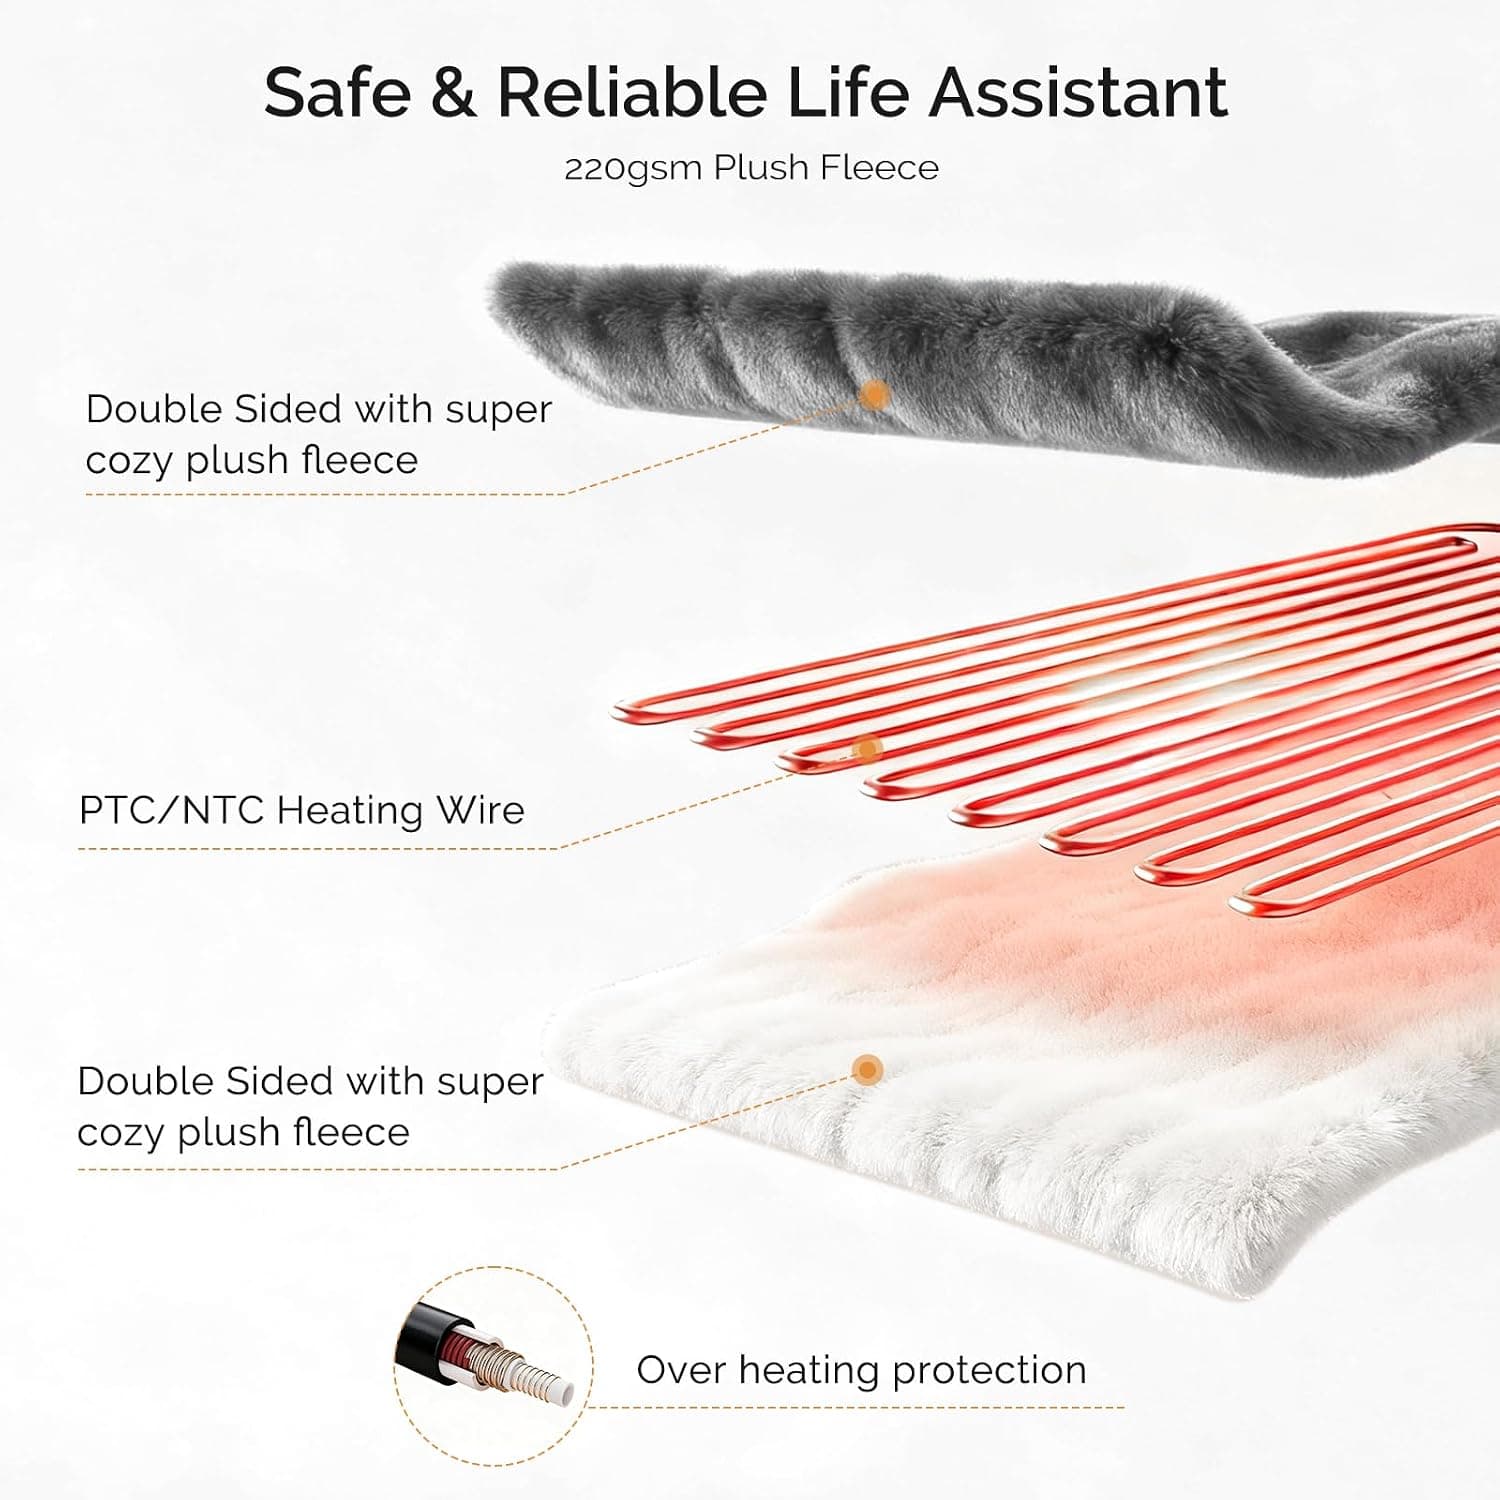 Safe & Reliable Life Assistant
220gsm Plush Fleece
Double Sided with super
cozy plush fleece
PTC/NTC Heating Wire
Double Sided with super
cozy plush fleece
Over heating protection